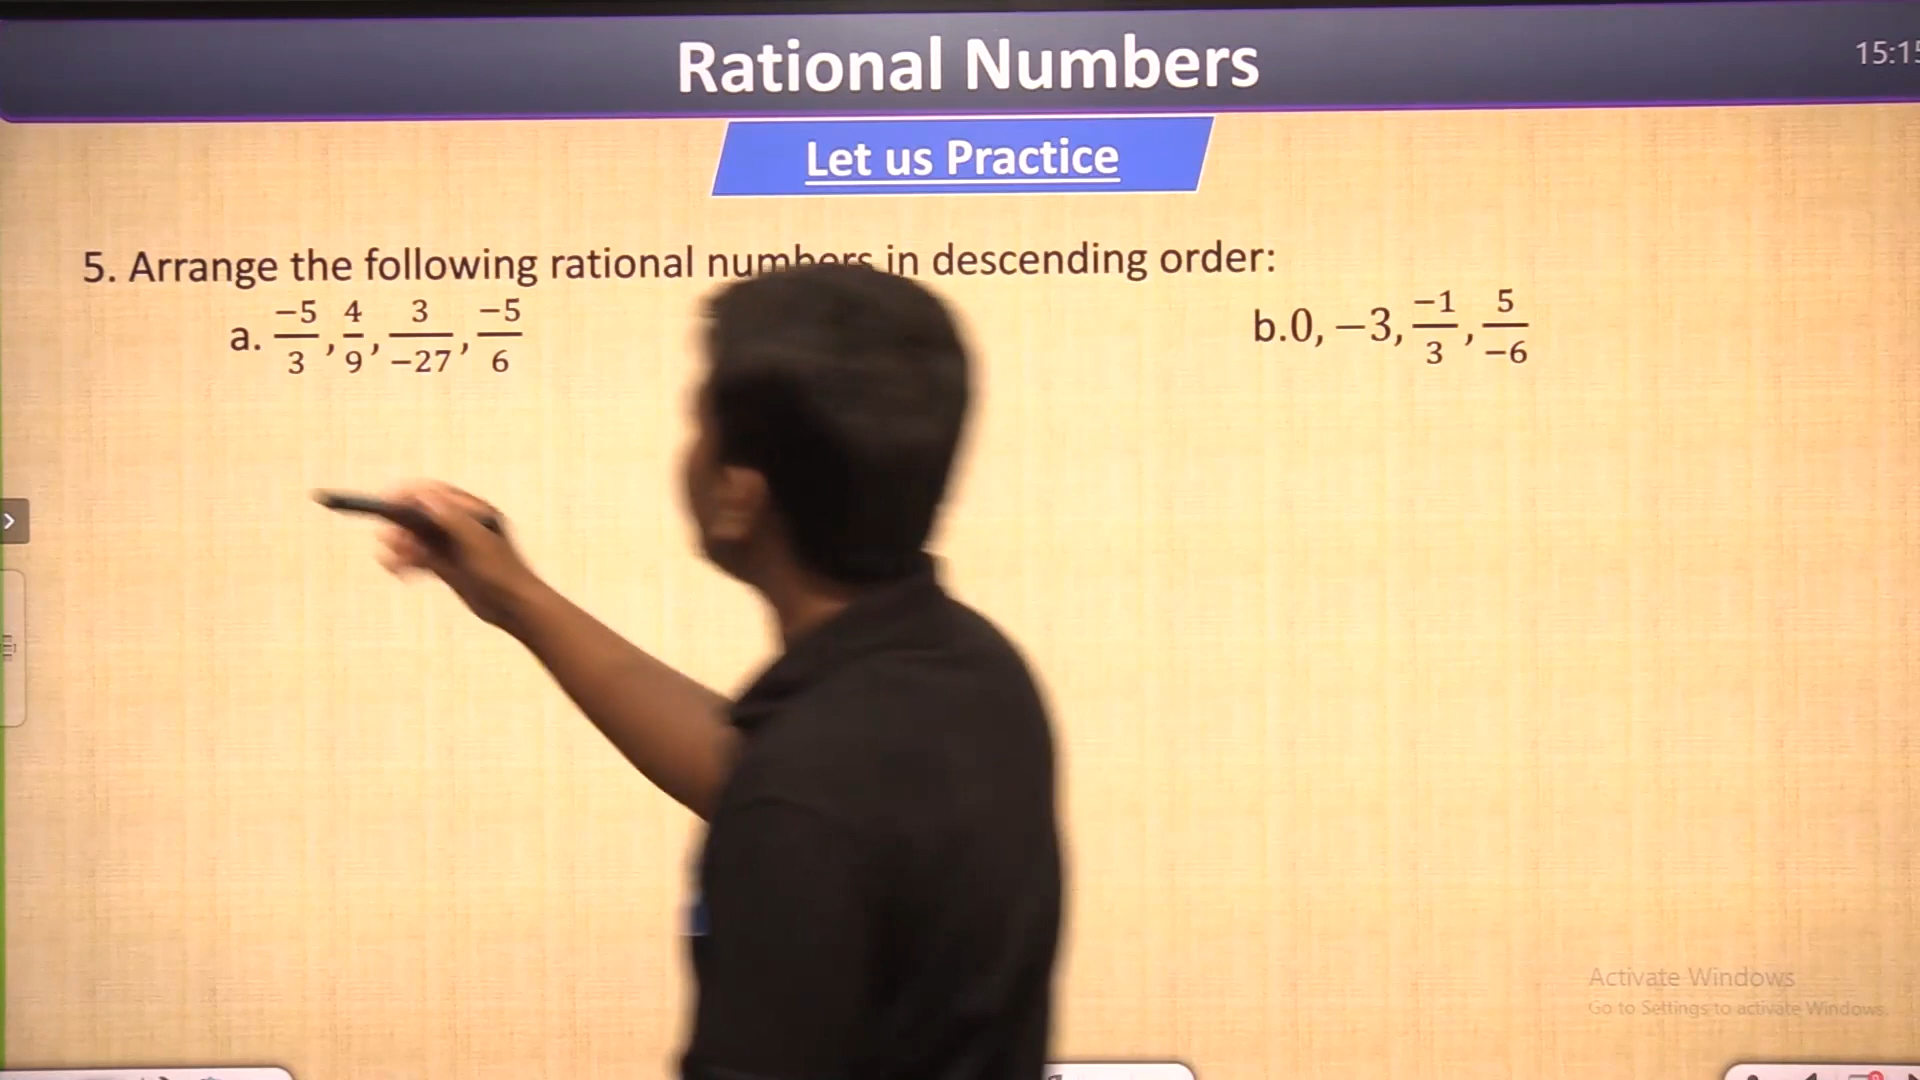 Rational Numbers
15:15
Let us Practice
5. Arrange the following rational numbers in descending order:
a. -5/3, 4/9, 3/-27, -5/6
b.0, -3, -1/3, 5/-6
Activate Windows
Go to Settings to activate Windows.